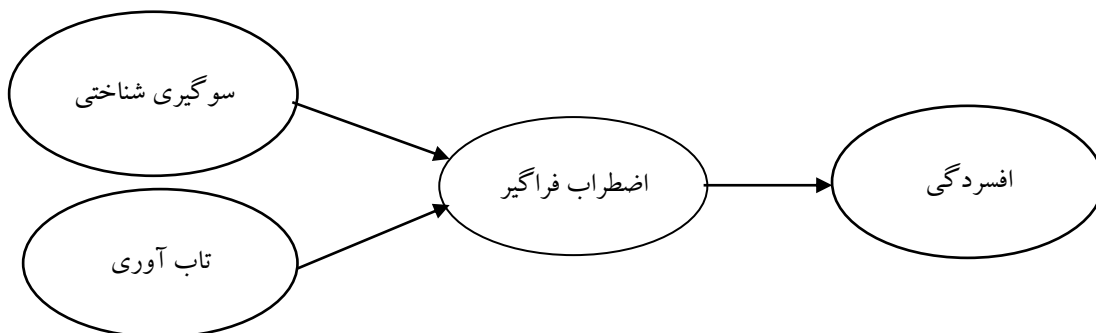 سوگیری شناختی
تاب آوری
اضطراب فراگیر
افسردگی